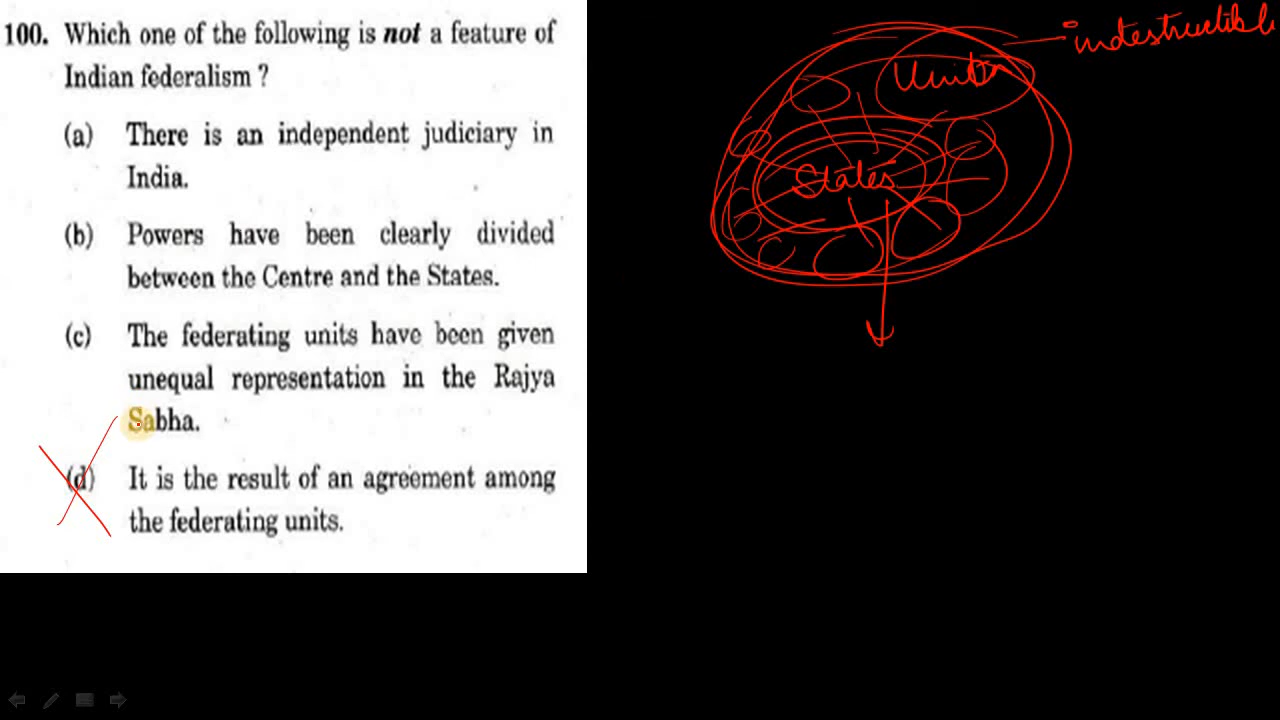 100. Which one of the following is not a feature of
Indian federalism ?
(a) There is an independent judiciary in
India.
(b) Powers have been clearly divided
between the Centre and the States.
(c) The federating units have been given
unequal representation in the Rajya
Sabha.
(d) It is the result of an agreement among
the federating units.
indestructibl
Union
States